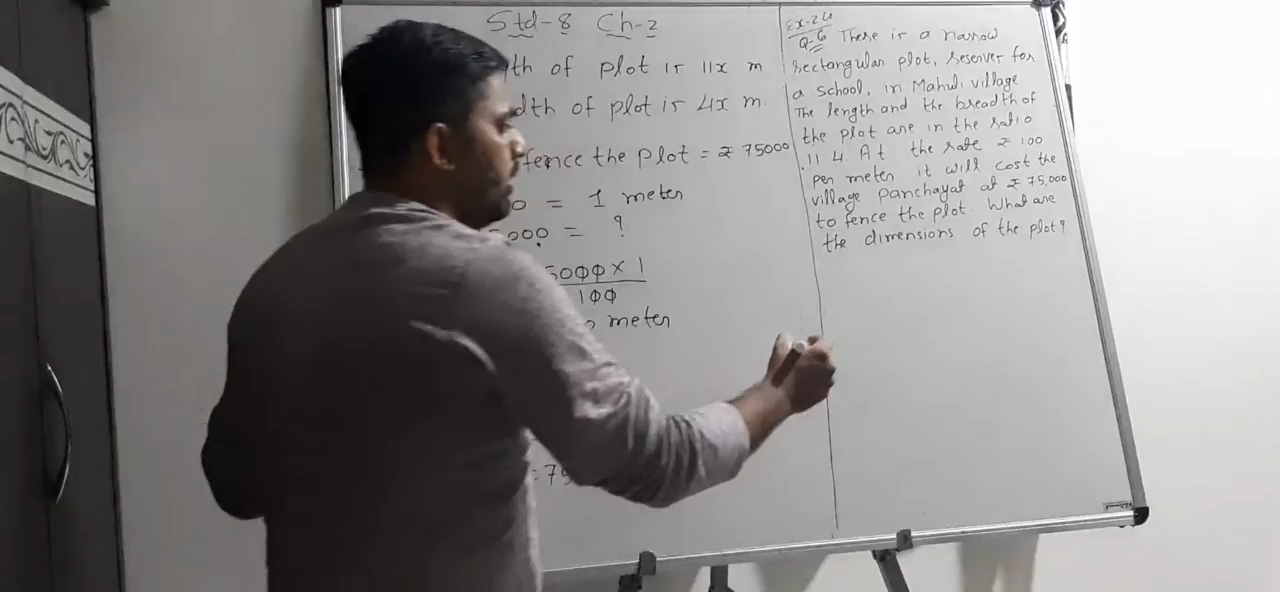 Std-8 Ch-2
th of plot is 11x m
dth of plot is 4x m.
fence the plot = ₹ 75000
0 = 1 meter
000 = ?
5000 × 1
100
meter
= 75
Ex-2.4
Q-6 There is a narrow
rectangular plot, reserver for
a school, in Mahuli village
The length and the breadth of
the plot are in the ratio
11:4. At the rate ₹ 100
per meter it will cost the
village Panchayat at ₹ 75,000
to fence the plot. What are
the dimensions of the plot?